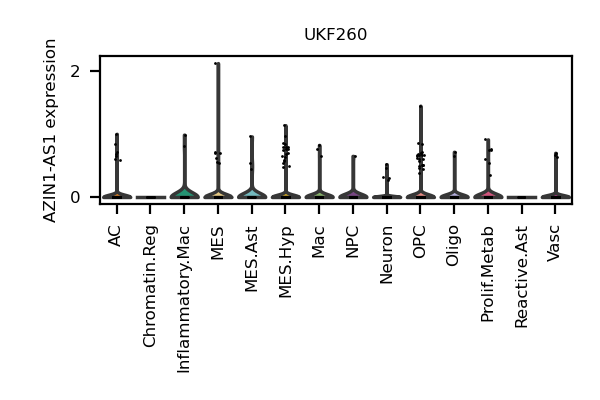 UKF260
AZIN1-AS1 expression
2
0
AC
Chromatin.Reg
Inflammatory.Mac
MES
MES.Ast
MES.Hyp
Mac
NPC
Neuron
OPC
Oligo
Prolif.Metab
Reactive.Ast
Vasc